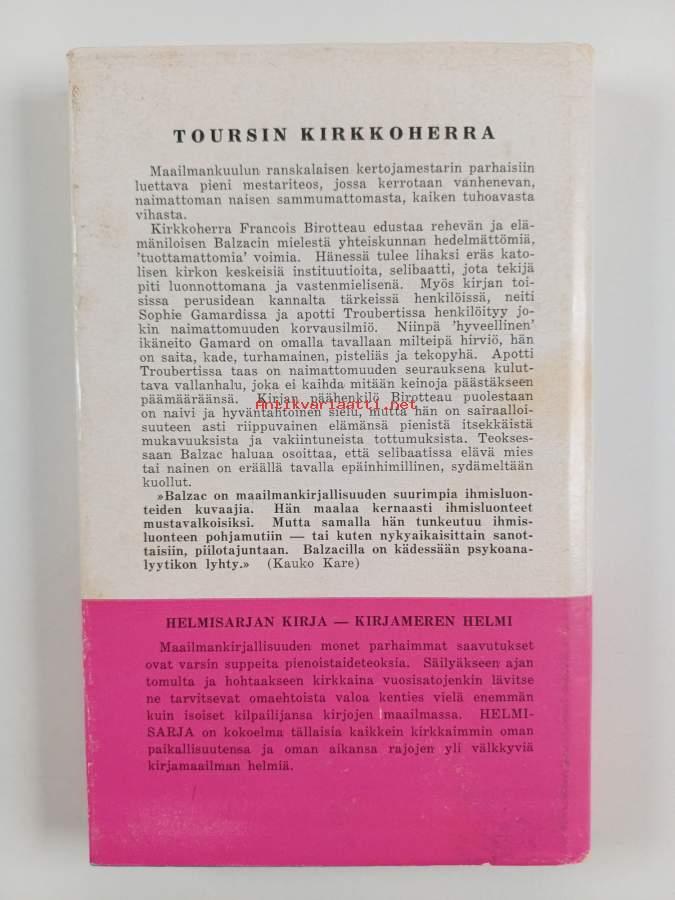 TOURSIN KIRKKOHERRA
Maailmankuulun ranskalaisen kertojamestarin parhaisiin
luettava pieni mestariteos, jossa kerrotaan vanhenevan,
naimattoman naisen sammumattomasta, kaiken tuhoavasta
vihasta.
Kirkkoherra Francois Birotteau edustaa rehevän ja elä-
mäniloisen Balzacin mielestä yhteiskunnan hedelmättömiä,
'tuottamattomia' voimia. Hänessä tulee lihaksi eräs kato-
lisen kirkon keskeisiä instituutioita, selibaatti, jota tekijä
piti luonnottomana ja vastenmielisenä. Myös kirjan toi-
sissa perusidean kannalta tärkeissä henkilöissä, neiti
Sophie Gamardissa ja apotti Troubertissa henkilöityy jo-
kin naimattomuuden korvausilmiö. Niinpä 'hyveellinen'
ikäneito Gamard on omalla tavallaan milteipä hirviö, hän
on saita, kade, turhamainen, pisteliäs ja tekopyhä. Apotti
Troubertissa taas on naimattomuuden seurauksena kulut-
tava vallanhalu, joka ei kaihda mitään keinoja päästäkseen
päämääräänsä. Kirjan päähenkilö Birotteau puolestaan
Antikvariaatti.net
on naivi ja hyväntahtoinen sielu, mutta hän on sairaalloi-
suuteen asti riippuvainen elämänsä pienistä itsekkäistä
mukavuuksista ja vakiintuneista tottumuksista. Teokses-
saan Balzac haluaa osoittaa, että selibaatissa elävä mies
tai nainen on eräällä tavalla epäinhimillinen, sydämeltään
kuollut.
»Balzac on maailmankirjallisuuden suurimpia ihmisluon-
teiden kuvaajia. Hän maalaa kernaasti ihmisluonteet
mustavalkoisiksi. Mutta samalla hän tunkeutuu ihmis-
luonteen pohjamutiin — tai kuten nykyaikaisittain sanot-
taisiin, piilotajuntaan. Balzacilla on kädessään psykoana-
lyytikon lyhty.» (Kauko Kare)
HELMISARJAN KIRJA — KIRJAMEREN HELMI
Maailmankirjallisuuden monet parhaimmat saavutukset
ovat varsin suppeita pienoistaideteoksia. Säilyäkseen ajan
tomulta ja hohtaakseen kirkkaina vuosisatojenkin lävitse
ne tarvitsevat omaehtoista valoa kenties vielä enemmän
kuin isoiset kilpailijansa kirjojen maailmassa. HELMI-
SARJA on kokoelma tällaisia kaikkein kirkkaimmin oman
paikallisuutensa ja oman aikansa rajojen yli välkkyviä
kirjamaailman helmiä.